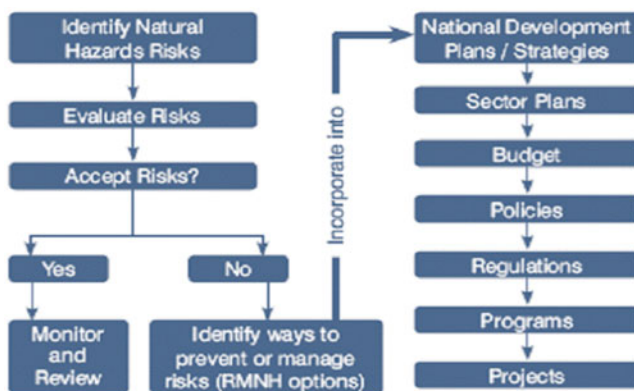 Identify Natural
Hazards Risks
Evaluate Risks
Accept Risks?
Yes
No
Monitor
and
Review
Identify ways to
prevent or manage
risks (RMNH options)
Incorporate into
National Development
Plans / Strategies
Sector Plans
Budget
Policies
Regulations
Programs
Projects